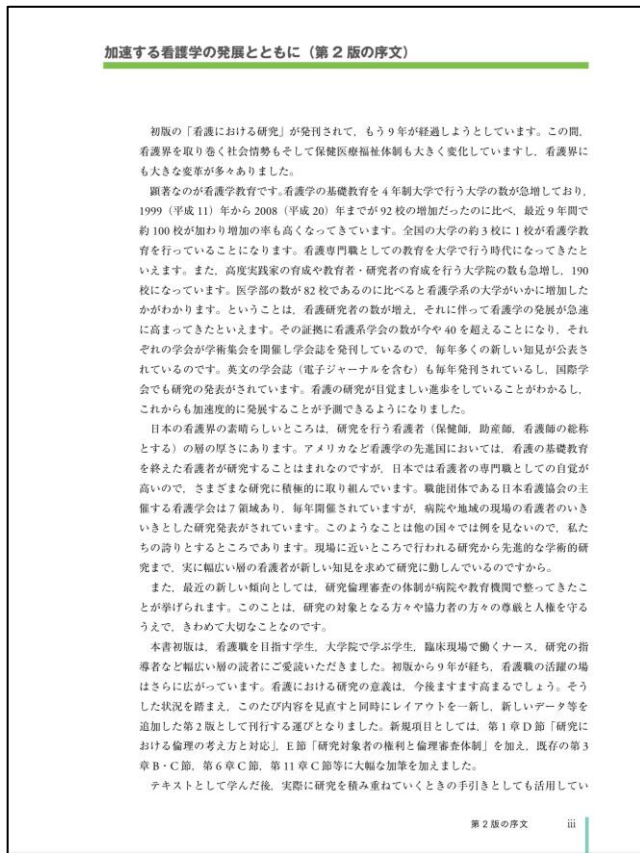 加速する看護学の発展とともに（第2版の序文）
初版の「看護における研究」が発刊されて，もう9年が経過しようとしています。この間，
看護界を取り巻く社会情勢もそして保健医療福祉体制も大きく変化していますし，看護界に
も大きな変革が多々ありました。
顕著なのが看護学教育です。看護学の基礎教育を4年制大学で行う大学の数が急増しており，
1999（平成11）年から2008（平成20）年までが92校の増加だったのに比べ，最近9年間で
約100校が加わり増加の率も高くなってきています。全国の大学の約3校に1校が看護学教
育を行っていることになります。看護専門職としての教育を大学で行う時代になってきたと
いえます。また，高度実践家の育成や教育者・研究者の育成を行う大学院の数も急増し，190
校になっています。医学部の数が82校であるのに比べると看護学系の大学がいかに増加した
かがわかります。ということは，看護研究者の数が増え，それに伴って看護学の発展が急速
に高まってきたといえます。その証拠に看護系学会の数が今や40を超えることになり，それ
ぞれの学会が学術集会を開催し学会誌を発刊しているので，毎年多くの新しい知見が公表さ
れているのです。英文の学会誌（電子ジャーナルを含む）も毎年発刊されているし，国際学
会でも研究の発表がされています。看護の研究が目覚ましい進歩をしていることがわかるし，
これからも加速度的に発展することが予測できるようになりました。
日本の看護界の素晴らしいところは，研究を行う看護者（保健師，助産師，看護師の総称
とする）の層の厚さにあります。アメリカなど看護学の先進国においては，看護の基礎教育
を終えた看護者が研究することはまれなのですが，日本では看護者の専門職としての自覚が
高いので，さまざまな研究に積極的に取り組んでいます。職能団体である日本看護協会の主
催する看護学会は7領域あり，毎年開催されていますが，病院や地域の現場の看護者のいき
いきとした研究発表がされています。このようなことは他の国々では例を見ないので，私た
ちの誇りとするところであります。現場に近いところで行われる研究から先進的な学術的研
究まで，実に幅広い層の看護者が新しい知見を求めて研究に勤しんでいるのですから。
また，最近の新しい傾向としては，研究倫理審査の体制が病院や教育機関で整ってきたこ
とが挙げられます。このことは，研究の対象となる方々や協力者の方々の尊厳と人権を守る
うえで，きわめて大切なことなのです。
本書初版は，看護職を目指す学生，大学院で学ぶ学生，臨床現場で働くナース，研究の指
導者など幅広い層の読者にご愛読いただきました。初版から9年が経ち，看護職の活躍の場
はさらに広がっています。看護における研究の意義は，今後ますます高まるでしょう。そう
した状況を踏まえ，このたび内容を見直すと同時にレイアウトを一新し，新しいデータ等を
追加した第2版として刊行する運びとなりました。新規項目としては，第1章D節「研究に
おける倫理の考え方と対応」，E節「研究対象者の権利と倫理審査体制」を加え，既存の第3
章B・C節，第6章C節，第11章C節等に大幅な加筆を加えました。
テキストとして学んだ後，実際に研究を積み重ねていくときの手引きとしても活用してい
第2版の序文 iii